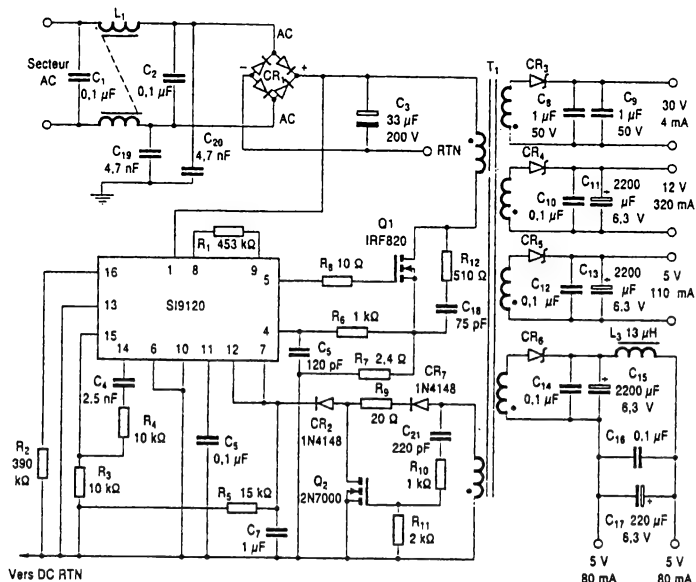 L1
Secteur
AC
C1
0,1 µF
C2
0,1 µF
AC
CR1
−
+
AC
C3
33 µF
200 V
RTN
C19
4,7 nF
C20
4,7 nF
T1
CR3
C8
1 µF
50 V
C9
1 µF
50 V
30 V
4 mA
CR4
C10
0,1 µF
C11
2200
µF
6,3 V
12 V
320 mA
CR5
C12
0,1 µF
C13
2200
µF
6,3 V
5 V
110 mA
CR6
L3 13 µH
C14
0,1 µF
C15
2200 µF
6,3 V
C16
0,1 µF
C17
220 µF
6,3 V
5 V
80 mA
5 V
80 mA
R1 453 kΩ
1
8
9
16
13
15
SI9120
5
4
14
6
10
11
12
7
Q1
IRF820
R8 10 Ω
R12
510 Ω
C18
75 pF
R6 1 kΩ
C5
120 pF
R7 2,4 Ω
CR2
1N4148
R9
20 Ω
CR7
1N4148
C21
220 pF
R10
1 kΩ
Q2
2N7000
R11
2 kΩ
C4
2.5 nF
R4
10 kΩ
R2
390
kΩ
R3
10 kΩ
C5
0,1 µF
R5 15 kΩ
C7
1 µF
Vers DC RTN